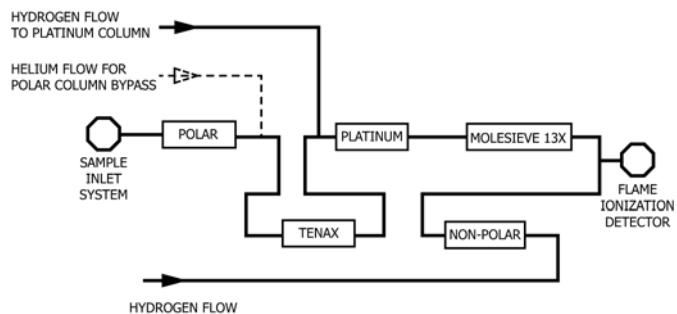 HYDROGEN FLOW
TO PLATINUM COLUMN
HELIUM FLOW FOR
POLAR COLUMN BYPASS
POLAR
PLATINUM
MOLESIEVE 13X
SAMPLE
INLET
SYSTEM
FLAME
IONIZATION
DETECTOR
TENAX
NON-POLAR
HYDROGEN FLOW